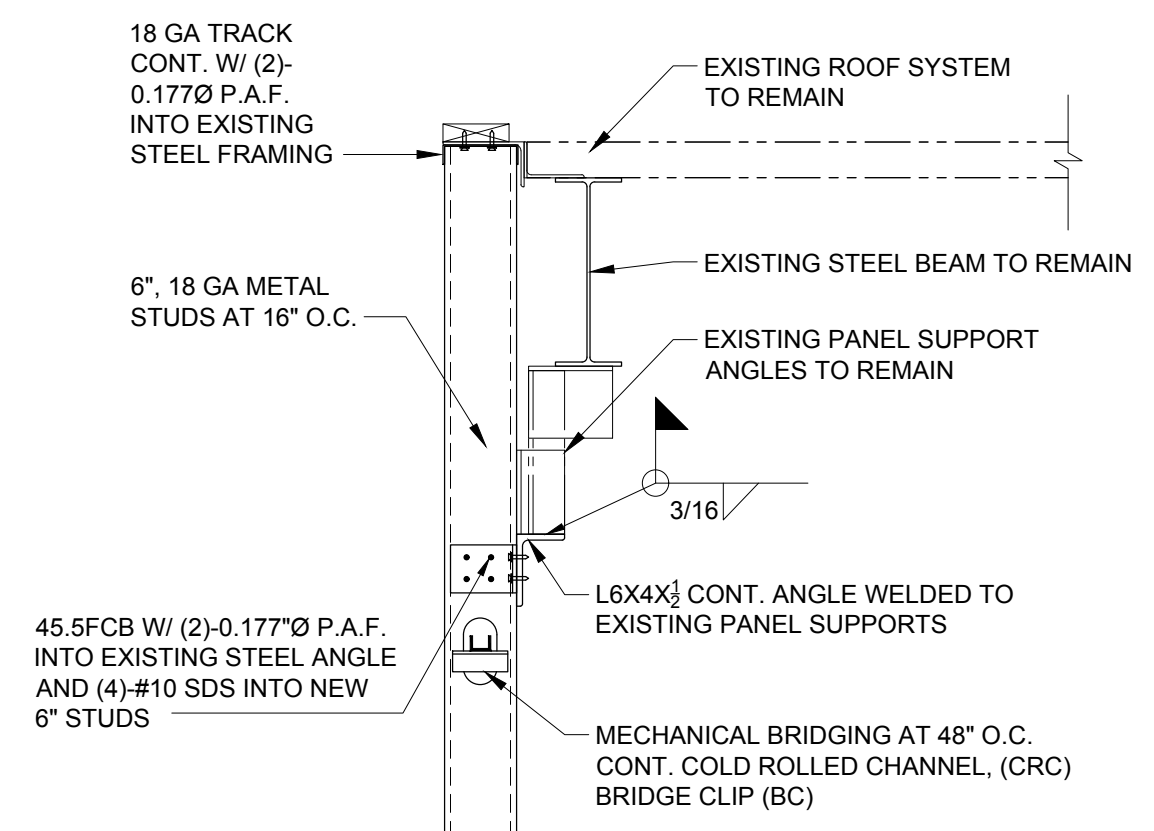 18 GA TRACK
CONT. W/ (2)-
0.177Ø P.A.F.
INTO EXISTING
STEEL FRAMING
EXISTING ROOF SYSTEM
TO REMAIN
EXISTING STEEL BEAM TO REMAIN
6", 18 GA METAL
STUDS AT 16" O.C.
EXISTING PANEL SUPPORT
ANGLES TO REMAIN
3/16
L6X4X1/2 CONT. ANGLE WELDED TO
EXISTING PANEL SUPPORTS
45.5FCB W/ (2)-0.177"Ø P.A.F.
INTO EXISTING STEEL ANGLE
AND (4)-#10 SDS INTO NEW
6" STUDS
MECHANICAL BRIDGING AT 48" O.C.
CONT. COLD ROLLED CHANNEL, (CRC)
BRIDGE CLIP (BC)